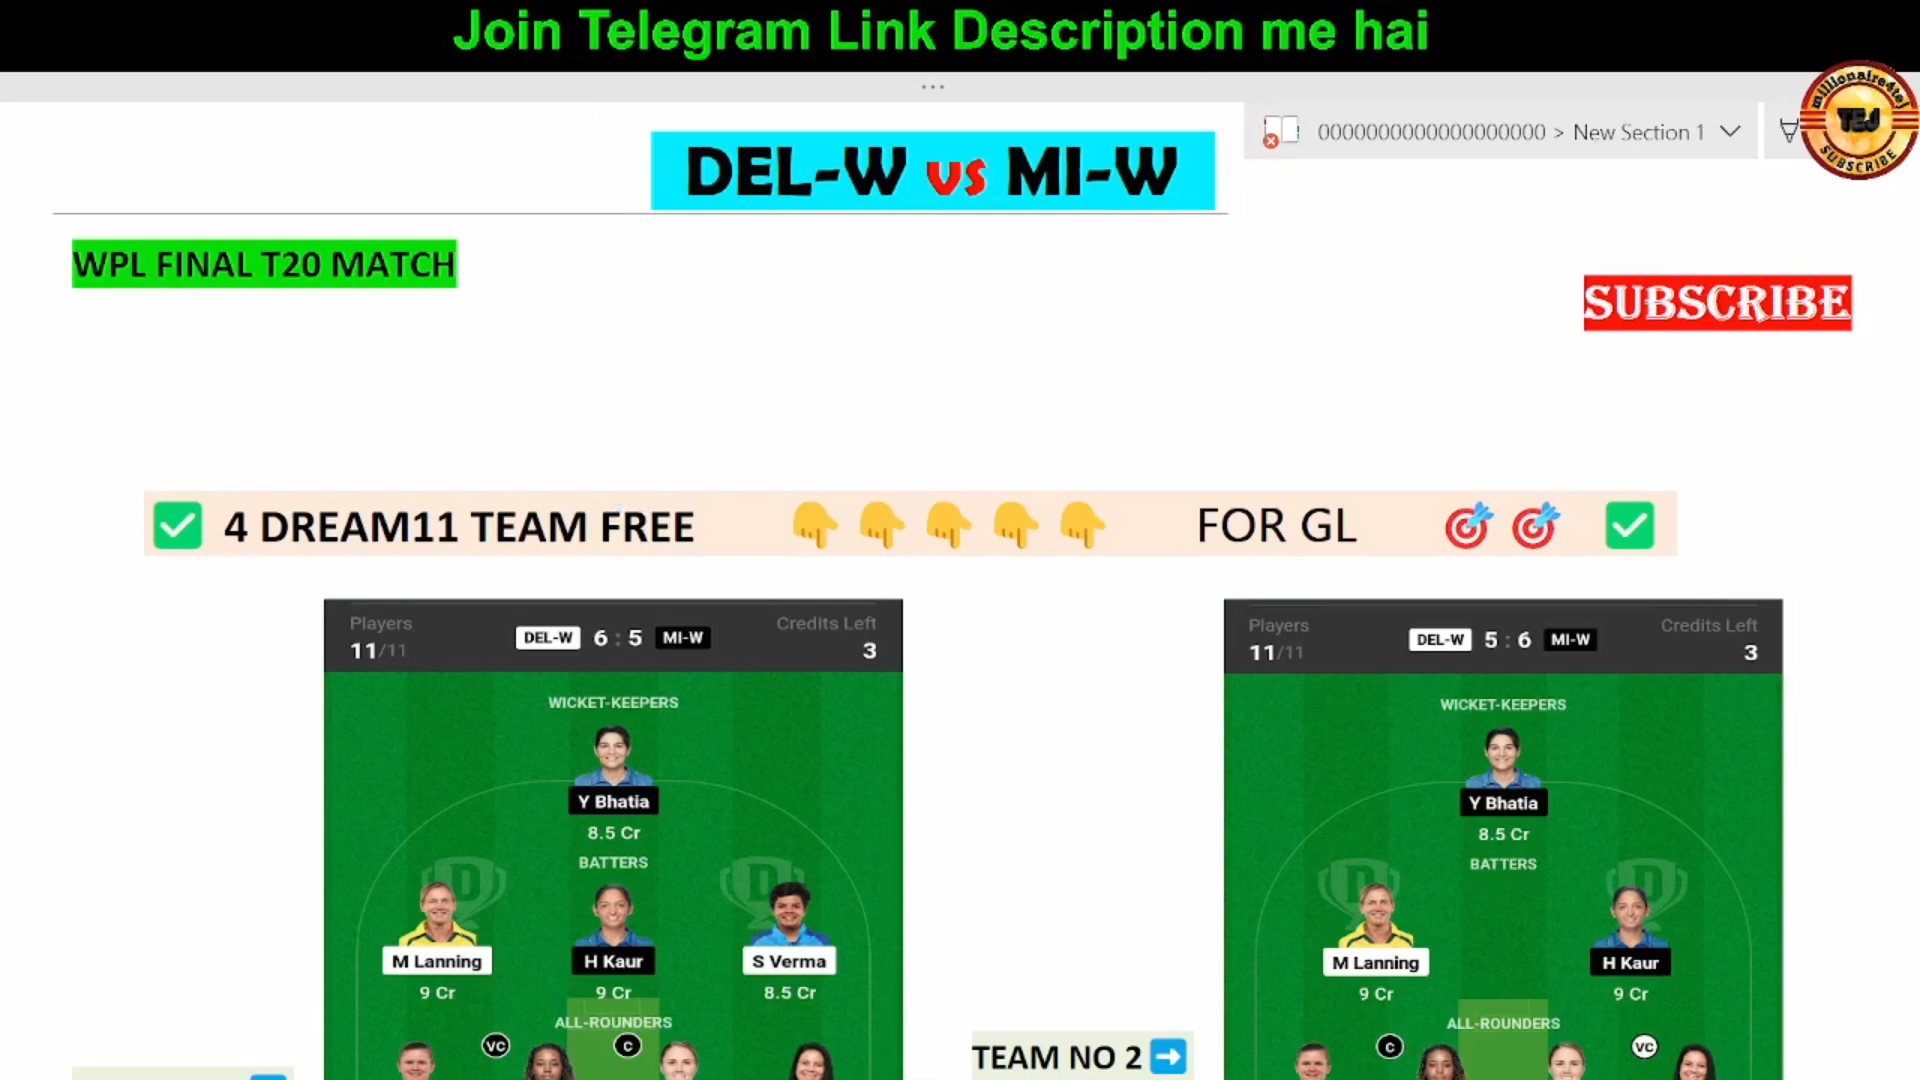 Join Telegram Link Description me hai
...
DEL-W vs MI-W
0000000000000000000 > New Section 1
millionaire4tej
TEJ
SUBSCRIBE
WPL FINAL T20 MATCH
SUBSCRIBE
4 DREAM11 TEAM FREE FOR GL
Players
11/11
DEL-W 6 : 5 MI-W
Credits Left
3
WICKET-KEEPERS
Y Bhatia
8.5 Cr
BATTERS
M Lanning H Kaur S Verma
9 Cr 9 Cr 8.5 Cr
ALL-ROUNDERS
VC C
TEAM NO 2
Players
11/11
DEL-W 5 : 6 MI-W
Credits Left
3
WICKET-KEEPERS
Y Bhatia
8.5 Cr
BATTERS
M Lanning H Kaur
9 Cr 9 Cr
ALL-ROUNDERS
C VC